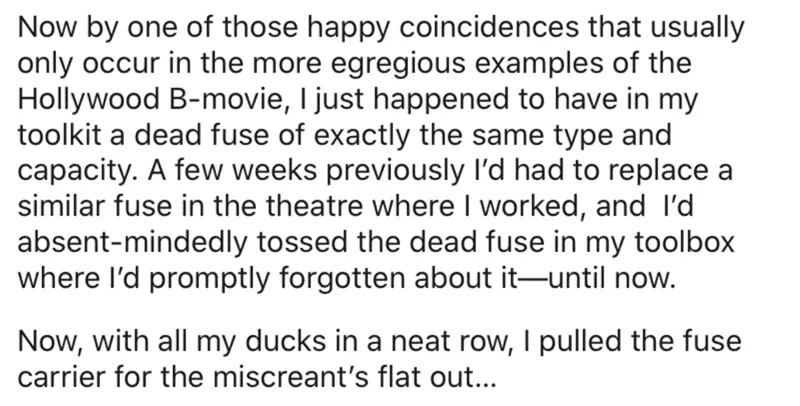 Now by one of those happy coincidences that usually
only occur in the more egregious examples of the
Hollywood B-movie, I just happened to have in my
toolkit a dead fuse of exactly the same type and
capacity. A few weeks previously I’d had to replace a
similar fuse in the theatre where I worked, and  I’d
absent-mindedly tossed the dead fuse in my toolbox
where I’d promptly forgotten about it—until now.
Now, with all my ducks in a neat row, I pulled the fuse
carrier for the miscreant’s flat out...